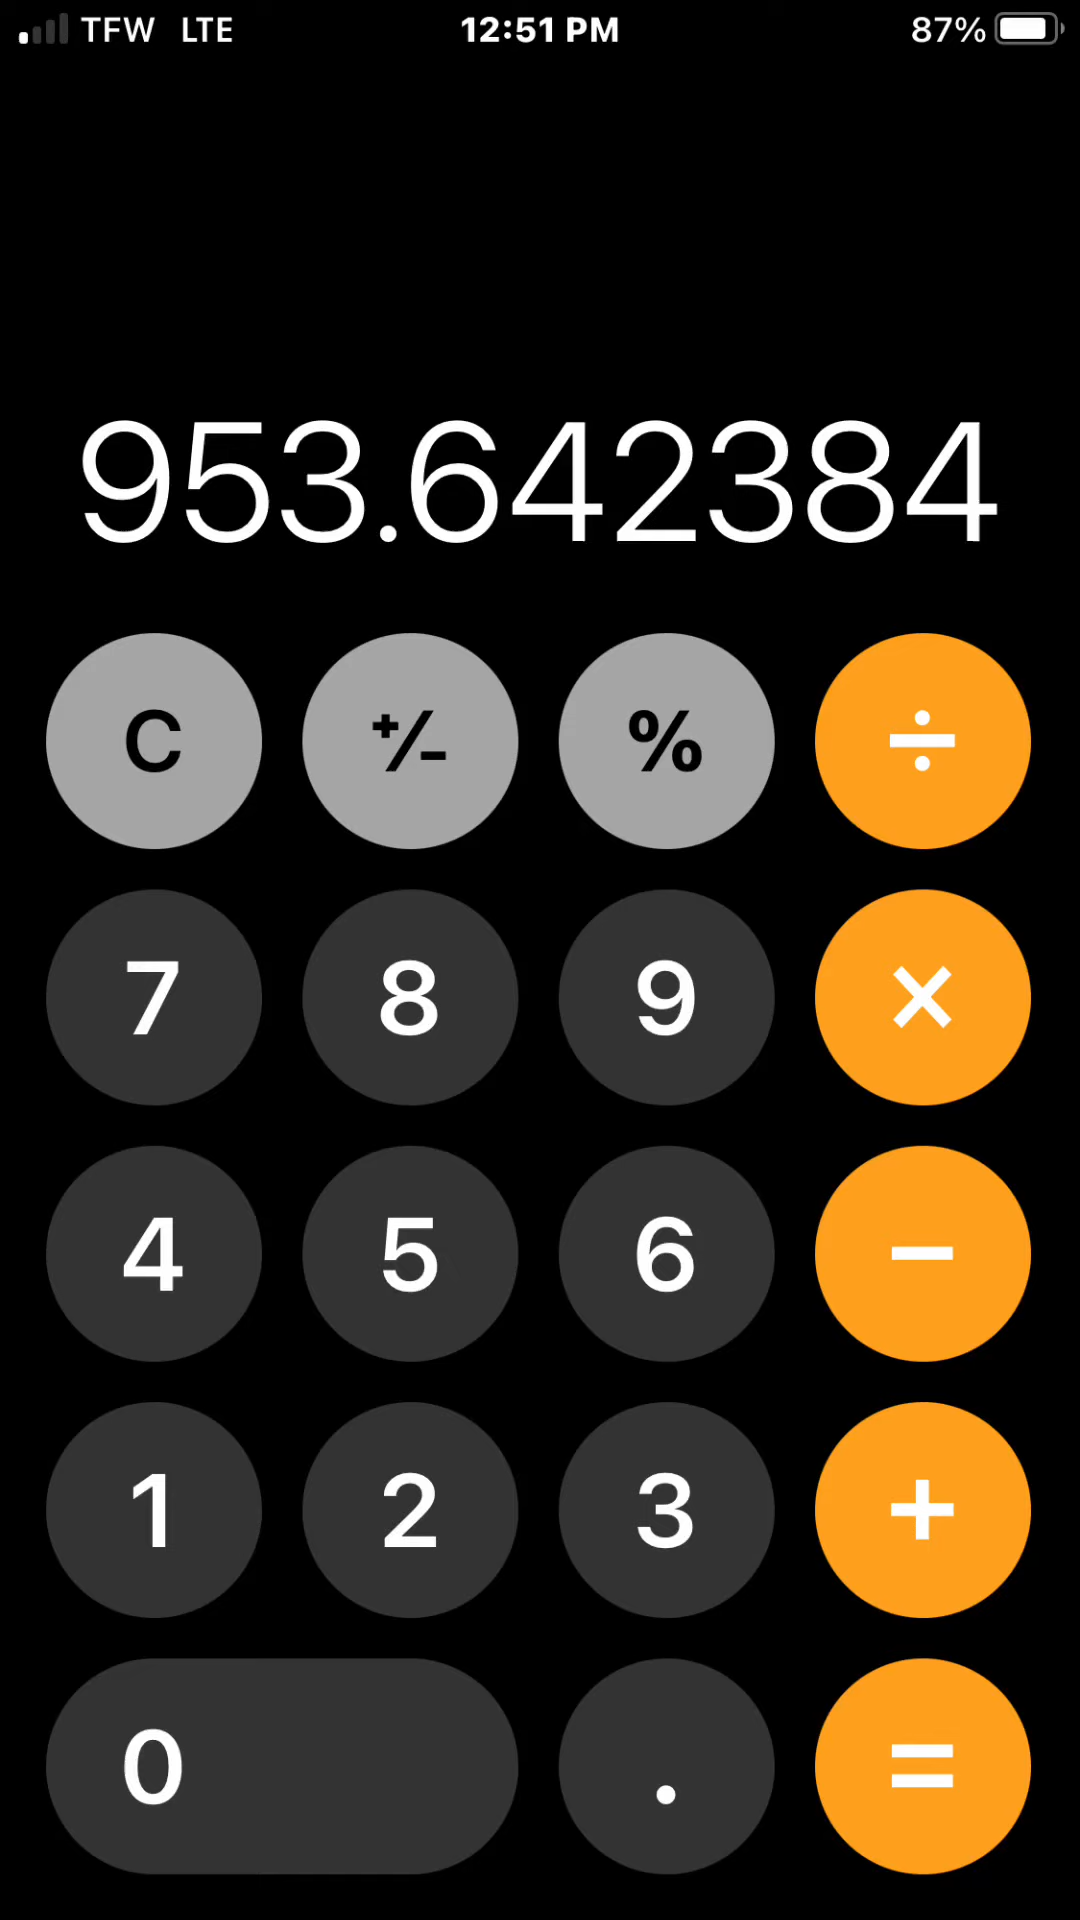 TFW LTE 12:51 PM 87%
953.642384
C +/- % ÷
7 8 9 ×
4 5 6 −
1 2 3 +
0 . =